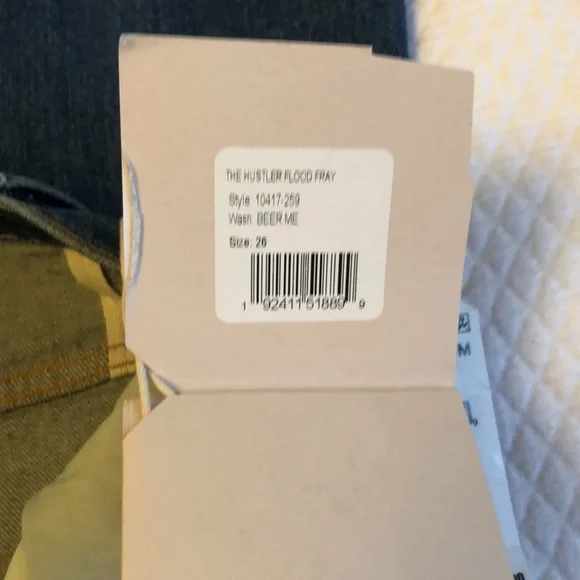 THE HUSTLER FLOOD FRAY
Style: 10417-259
Wash: BEER ME
Size: 26
1 92411 51889 9
M